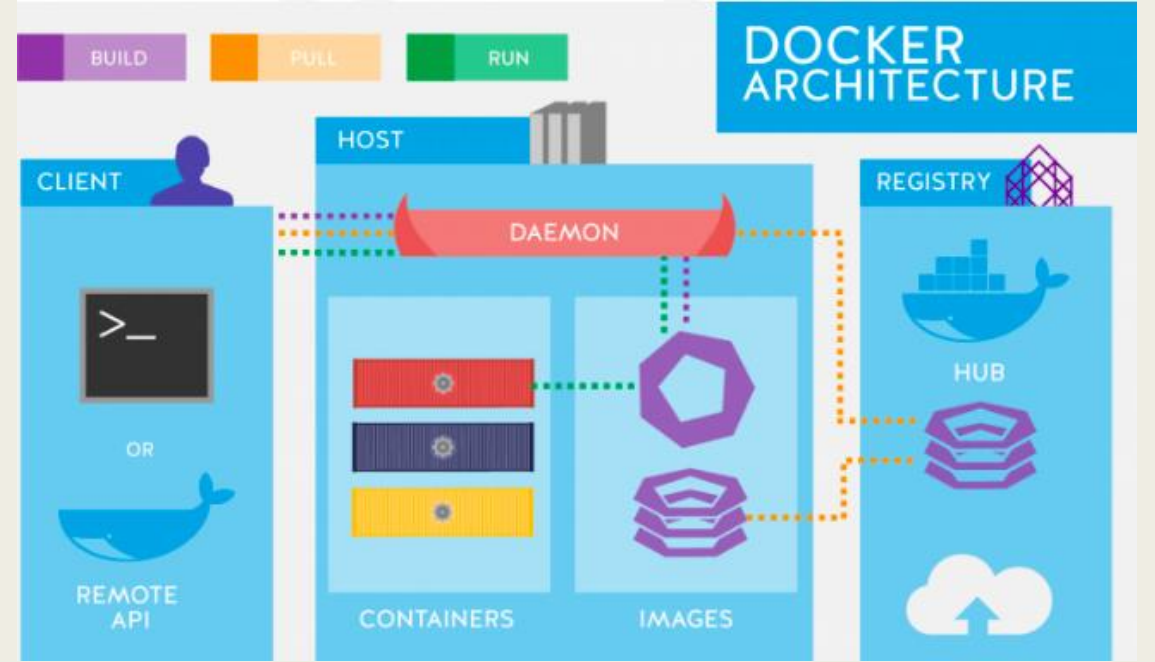 BUILD
PULL
RUN
DOCKER
ARCHITECTURE
CLIENT
HOST
REGISTRY
DAEMON
>_
OR
REMOTE
API
CONTAINERS
IMAGES
HUB